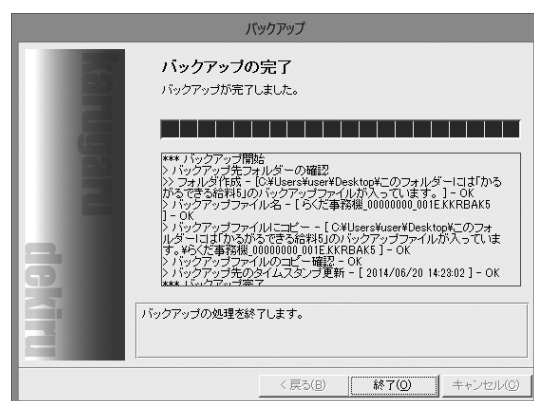 バックアップ
karugaru
dekiru
バックアップの完了
バックアップが完了しました。
*** バックアップ開始
> バックアップ先フォルダーの確認
>> フォルダ作成 - [C:¥Users¥user¥Desktop¥このフォルダーには「かる
がるできる給料5」のバックアップファイルが入っています。] - OK
> バックアップファイル名 - [らくだ事務機_00000000_001E.KKRBAK5
] - OK
> バックアップファイルにコピー - [ C:¥Users¥user¥Desktop¥このフォ
ルダーには「かるがるできる給料5」のバックアップファイルが入っていま
す。¥らくだ事務機_00000000_001E.KKRBAK5 ] - OK
> バックアップファイルのコピー確認 - OK
> バックアップ先のタイムスタンプ更新 - [ 2014/06/20 14:23:02 ] - OK
*** バックアップ完了
バックアップの処理を終了します。
< 戻る(B)
終了(O)
キャンセル(C)